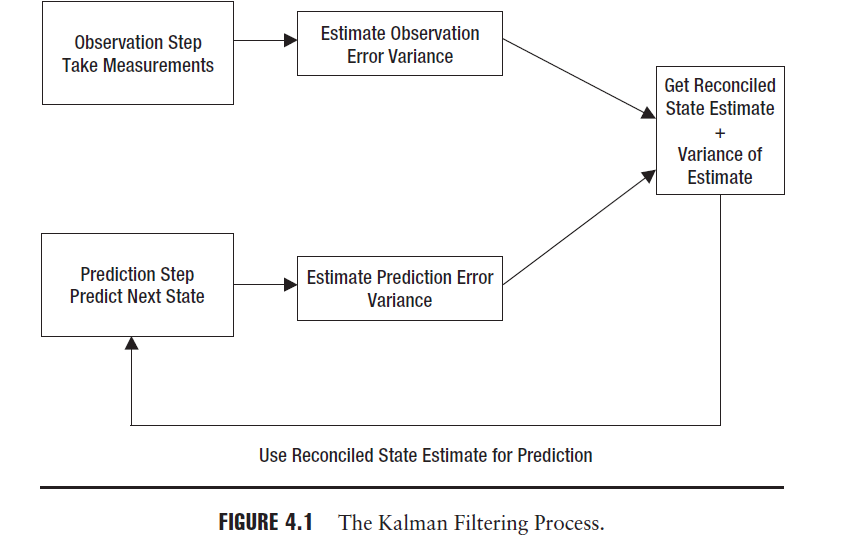 Observation Step
Take Measurements
Estimate Observation
Error Variance
Get Reconciled
State Estimate
+
Variance of
Estimate
Prediction Step
Predict Next State
Estimate Prediction Error
Variance
Use Reconciled State Estimate for Prediction
FIGURE 4.1 The Kalman Filtering Process.